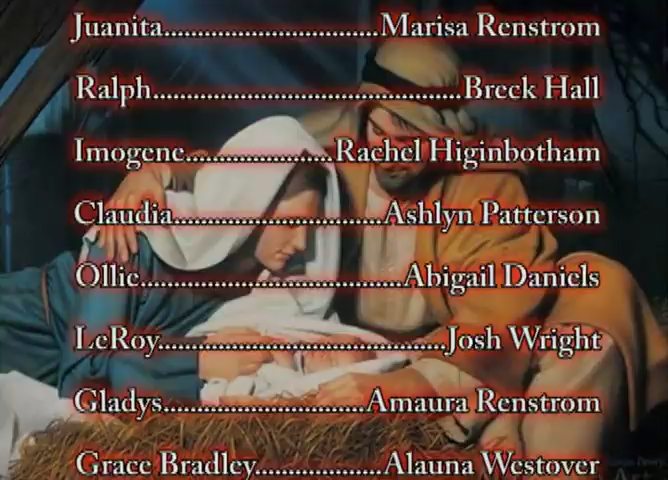 Juanita...............................Marisa Renstrom
Ralph.............................................Breck Hall
Imogene.....................Rachel Higinbotham
Claudia..............................Ashlyn Patterson
Ollie......................................Abigail Daniels
LeRoy.........................................Josh Wright
Gladys.............................Amaura Renstrom
Grace Bradley..................Alauna Westover